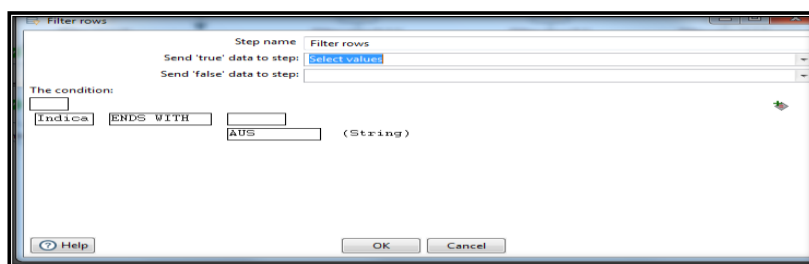 Filter rows
Step name Filter rows
Send 'true' data to step: Select values
Send 'false' data to step:
The condition:
Indica ENDS WITH
AUS (String)
Help OK Cancel